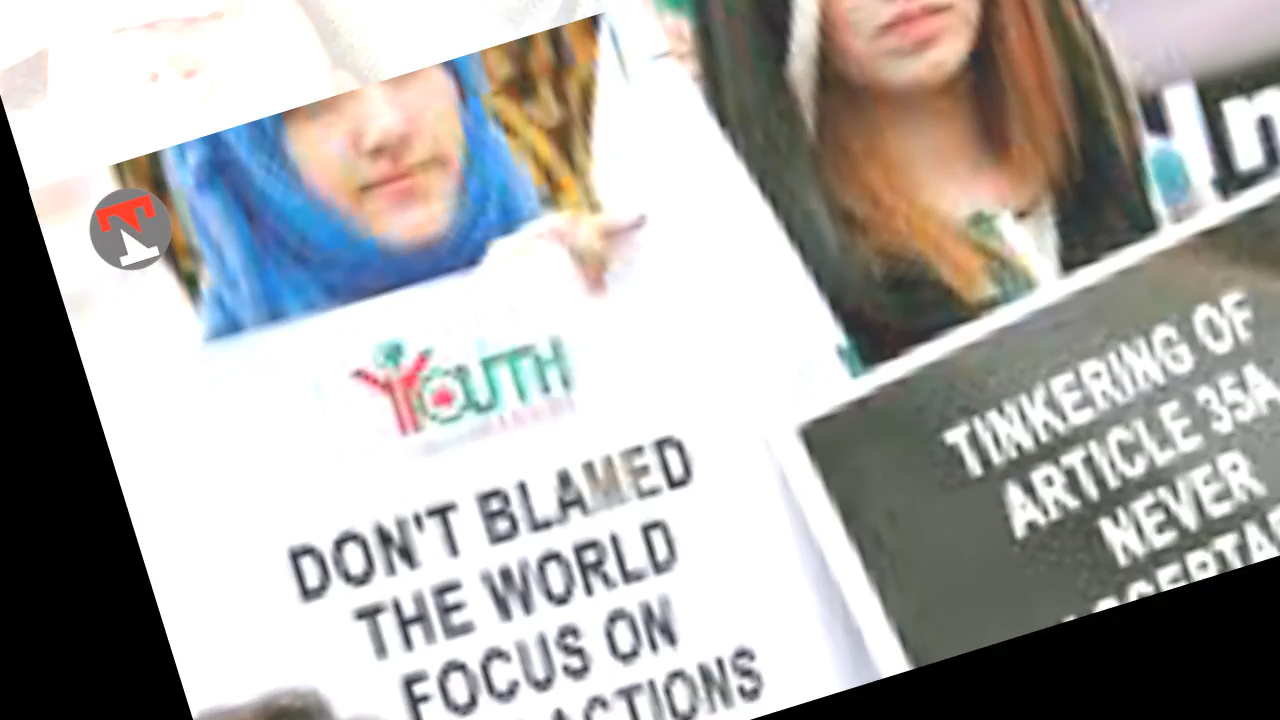 YOUTH
DON'T BLAMED
THE WORLD
FOCUS ON
ACTIONS
TINKERING OF
ARTICLE 35A
NEVER